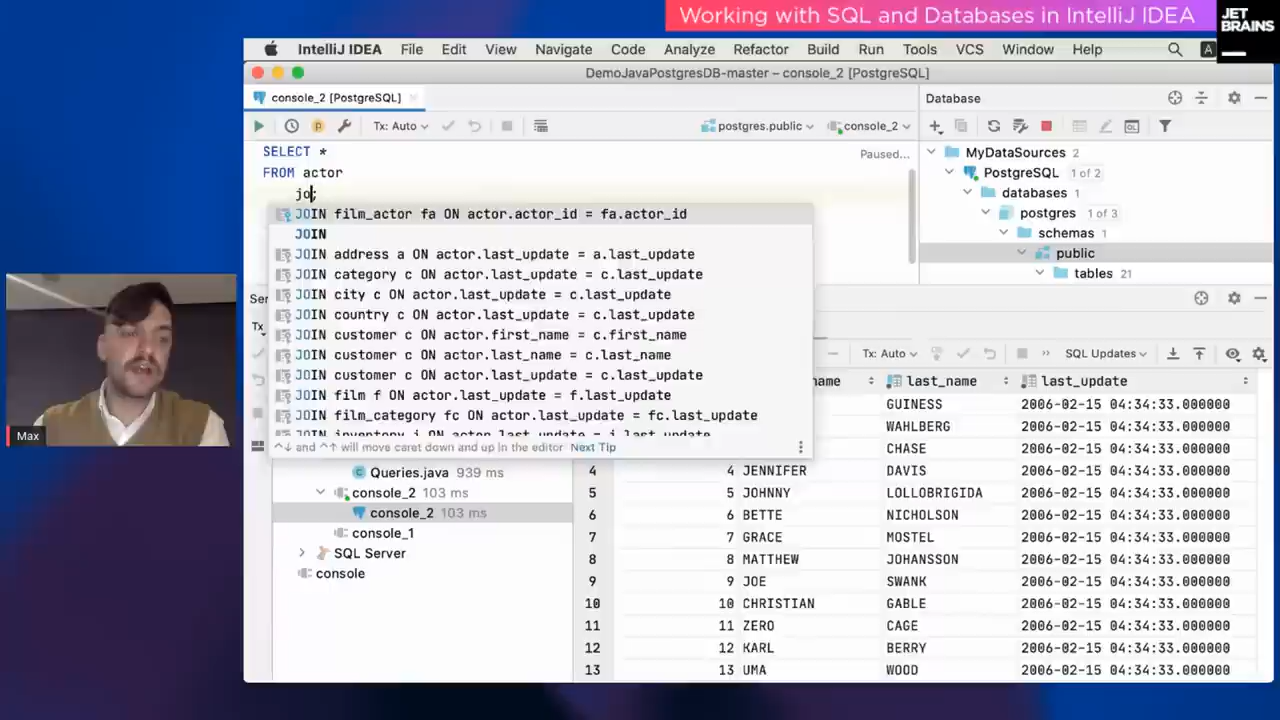 Working with SQL and Databases in IntelliJ IDEA
JET
BRAINS
IntelliJ IDEA File Edit View Navigate Code Analyze Refactor Build Run Tools VCS Window Help
A
DemoJavaPostgresDB-master – console_2 [PostgreSQL]
console_2 [PostgreSQL]
Database
Tx: Auto
postgres.public
console_2
SELECT *
Paused...
FROM actor
jo;
JOIN film_actor fa ON actor.actor_id = fa.actor_id
JOIN
JOIN address a ON actor.last_update = a.last_update
JOIN category c ON actor.last_update = c.last_update
JOIN city c ON actor.last_update = c.last_update
JOIN country c ON actor.last_update = c.last_update
JOIN customer c ON actor.first_name = c.first_name
JOIN customer c ON actor.last_name = c.last_name
JOIN customer c ON actor.last_update = c.last_update
JOIN film f ON actor.last_update = f.last_update
JOIN film_category fc ON actor.last_update = fc.last_update
JOIN inventory i ON actor.last_update = i.last_update
^↓ and ^↑ will move caret down and up in the editor Next Tip
MyDataSources 2
PostgreSQL 1 of 2
databases 1
postgres 1 of 3
schemas 1
public
tables 21
Ser
Tx
Tx: Auto
SQL Updates
name last_name last_update
GUINESS 2006-02-15 04:34:33.000000
WAHLBERG 2006-02-15 04:34:33.000000
CHASE 2006-02-15 04:34:33.000000
4 4 JENNIFER DAVIS 2006-02-15 04:34:33.000000
5 5 JOHNNY LOLLOBRIGIDA 2006-02-15 04:34:33.000000
6 6 BETTE NICHOLSON 2006-02-15 04:34:33.000000
7 7 GRACE MOSTEL 2006-02-15 04:34:33.000000
8 8 MATTHEW JOHANSSON 2006-02-15 04:34:33.000000
9 9 JOE SWANK 2006-02-15 04:34:33.000000
10 10 CHRISTIAN GABLE 2006-02-15 04:34:33.000000
11 11 ZERO CAGE 2006-02-15 04:34:33.000000
12 12 KARL BERRY 2006-02-15 04:34:33.000000
13 13 UMA WOOD 2006-02-15 04:34:33.000000
Queries.java 939 ms
console_2 103 ms
console_2 103 ms
console_1
SQL Server
console
Max